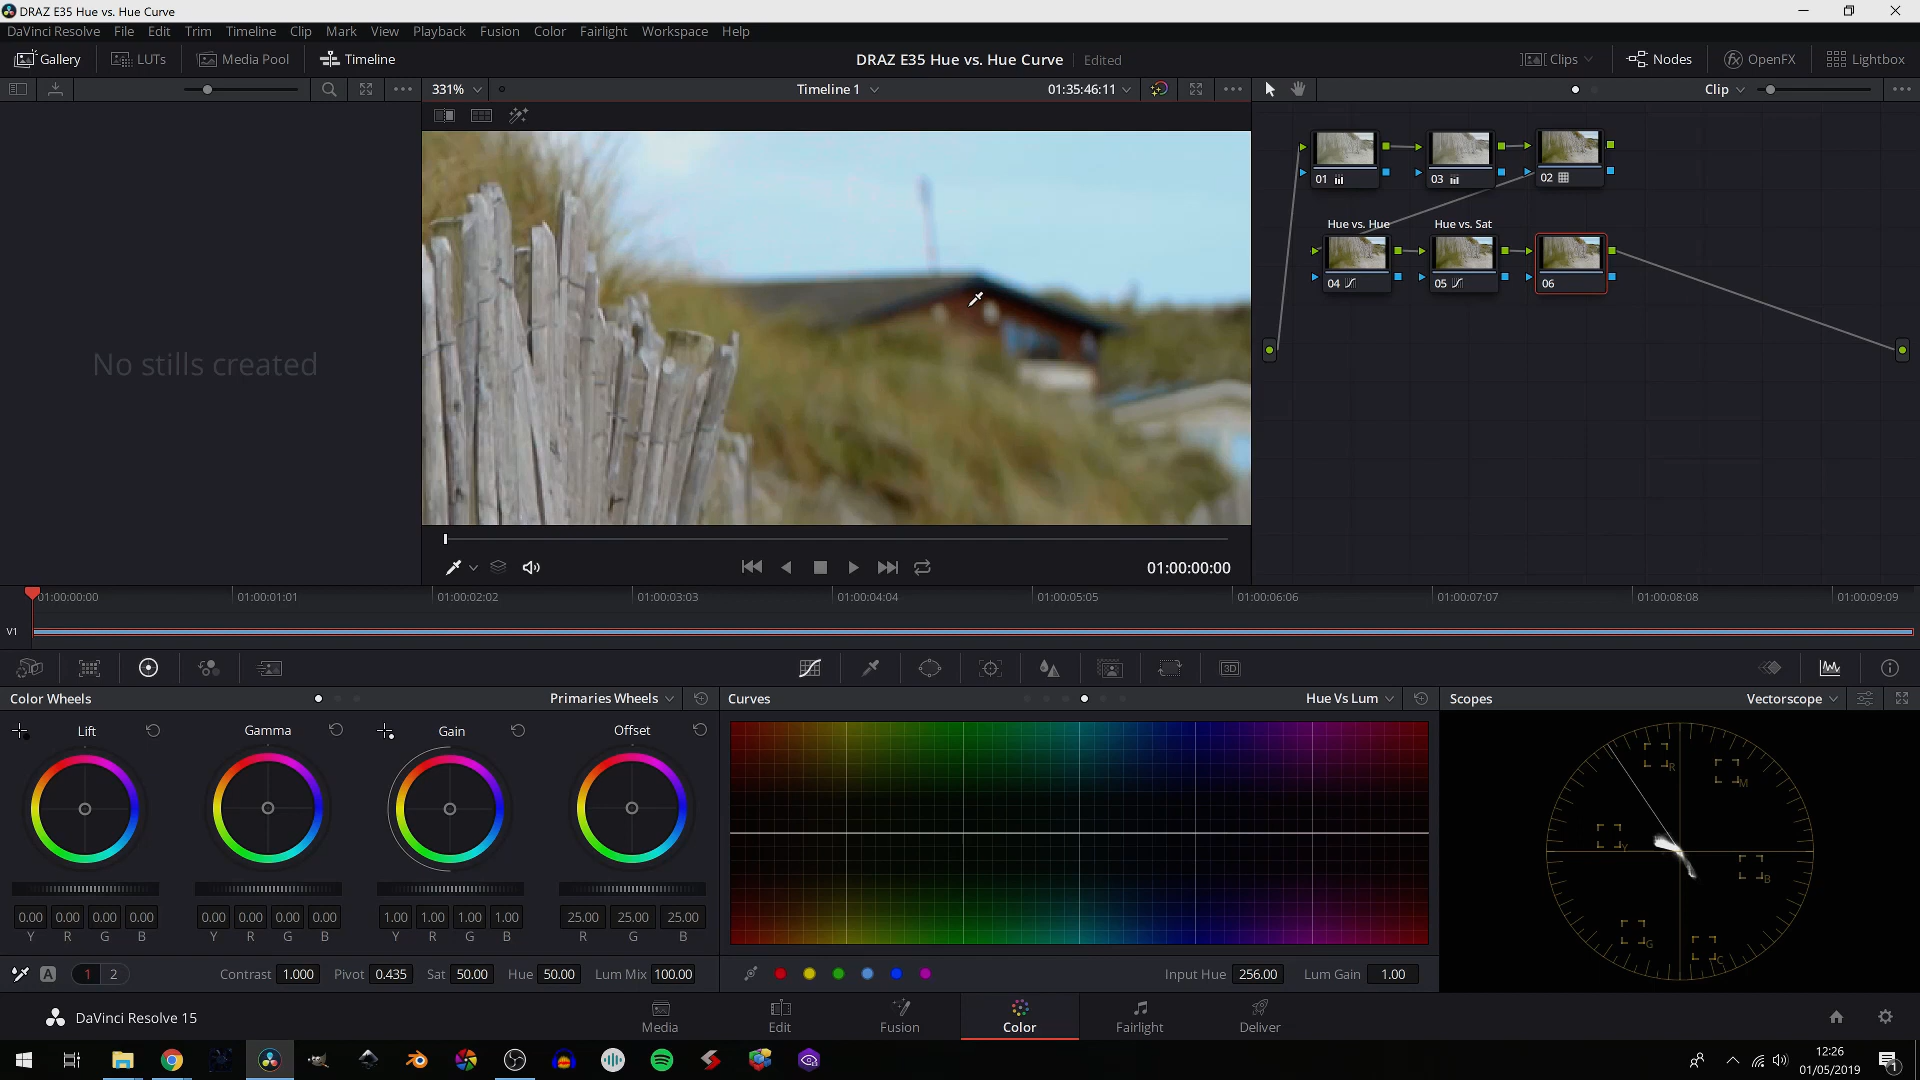 DRAZ E35 Hue vs. Hue Curve
DaVinci Resolve File Edit Trim Timeline Clip Mark View Playback Fusion Color Fairlight Workspace Help
Gallery LUTs Media Pool Timeline DRAZ E35 Hue vs. Hue Curve Edited Clips Nodes OpenFX Lightbox
331% Timeline 1 01:35:46:11 Clip
01 03 02
Hue vs. Hue Hue vs. Sat
04 05 06
No stills created
01:00:00:00
01:00:00:00 01:00:01:01 01:00:02:02 01:00:03:03 01:00:04:04 01:00:05:05 01:00:06:06 01:00:07:07 01:00:08:08 01:00:09:09
V1
3D
Color Wheels Primaries Wheels Curves Hue Vs Lum Scopes Vectorscope
Lift Gamma Gain Offset
R M
Y B
G C
0.00 0.00 0.00 0.00 0.00 0.00 0.00 0.00 1.00 1.00 1.00 1.00 25.00 25.00 25.00
Y R G B Y R G B Y R G B R G B
A 1 2 Contrast 1.000 Pivot 0.435 Sat 50.00 Hue 50.00 Lum Mix 100.00 Input Hue 256.00 Lum Gain 1.00
DaVinci Resolve 15 Media Edit Fusion Color Fairlight Deliver
12:26
01/05/2019
1